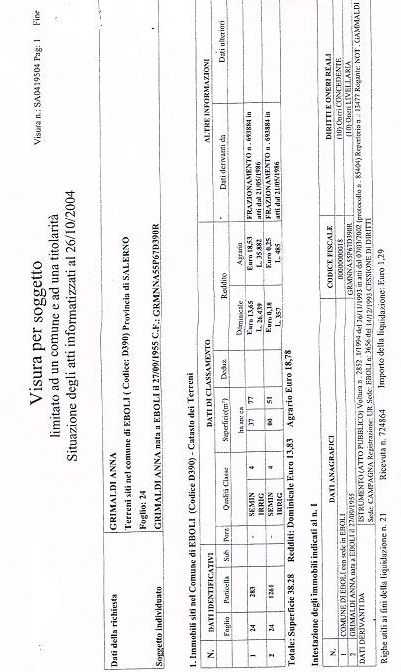 Visura per soggetto
limitato ad un comune e ad una titolarità
Situazione degli atti informatizzati al 26/10/2004
Visura n.: SA0419504 Pag: 1 Fine
Dati della richiesta GRIMALDI ANNA
Terreni siti nel comune di EBOLI ( Codice: D390) Provincia di SALERNO
Foglio: 24
Soggetto individuato GRIMALDI ANNA nata a EBOLI il 27/09/1955 C.F.: GRMNNA55P67D390R
1. Immobili siti nel Comune di EBOLI (Codice D390) - Catasto dei Terreni
N. DATI IDENTIFICATIVI DATI DI CLASSAMENTO ALTRE INFORMAZIONI
Foglio Particella Sub Porz Qualità Classe Superficie(m²) Deduz Reddito Dati derivanti da Dati ulteriori
ha are ca Dominicale Agrario
1 24 283 - SEMIN 4 37 77 Euro 13,65 Euro 18,53 FRAZIONAMENTO n . 693884 in
IRRIG L. 26.439 L. 35.882 atti dal 21/05/1986
2 24 1261 - SEMIN 4 00 51 Euro 0,18 Euro 0,25 FRAZIONAMENTO n . 693884 in
IRRIG L. 357 L. 485 atti dal 21/05/1986
Totale: Superficie 38.28 Redditi: Dominicale Euro 13,83 Agrario Euro 18,78
Intestazione degli immobili indicati al n. 1
N. DATI ANAGRAFICI CODICE FISCALE DIRITTI E ONERI REALI
1 COMUNE DI EBOLI con sede in EBOLI 00000000018 (10) Oneri CONCEDENTE
2 GRIMALDI ANNA nata a EBOLI il 27/09/1955 GRMNNA55P67D390R (10) Oneri LIVELLARIA
DATI DERIVANTI DA ISTRUMENTO (ATTO PUBBLICO) Voltura n . 2852 .1/1994 del 26/11/1993 in atti dal 07/03/2002 (protocollo n . 85604) Repertorio n .: 13477 Rogante: NOT . GAMMALDI
Sede: CAMPAGNA Registrazione: UR Sede: EBOLI n: 3656 del 14/12/1993 CESSIONE DI DIRITTI
Righe utili ai fini della liquidazione n. 21 Ricevuta n. 724864 Importo della liquidazione: Euro 1,29